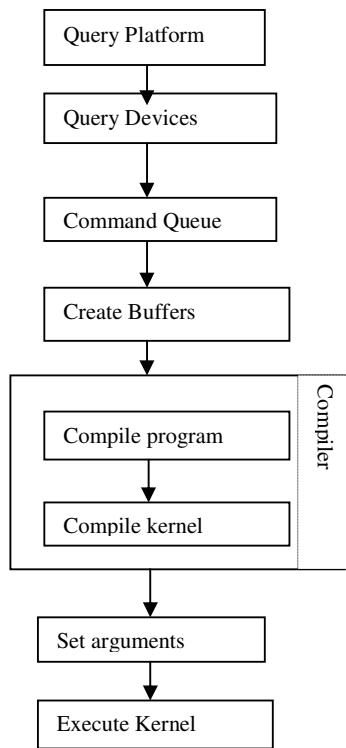 Query Platform
Query Devices
Command Queue
Create Buffers
Compiler
Compile program
Compile kernel
Set arguments
Execute Kernel